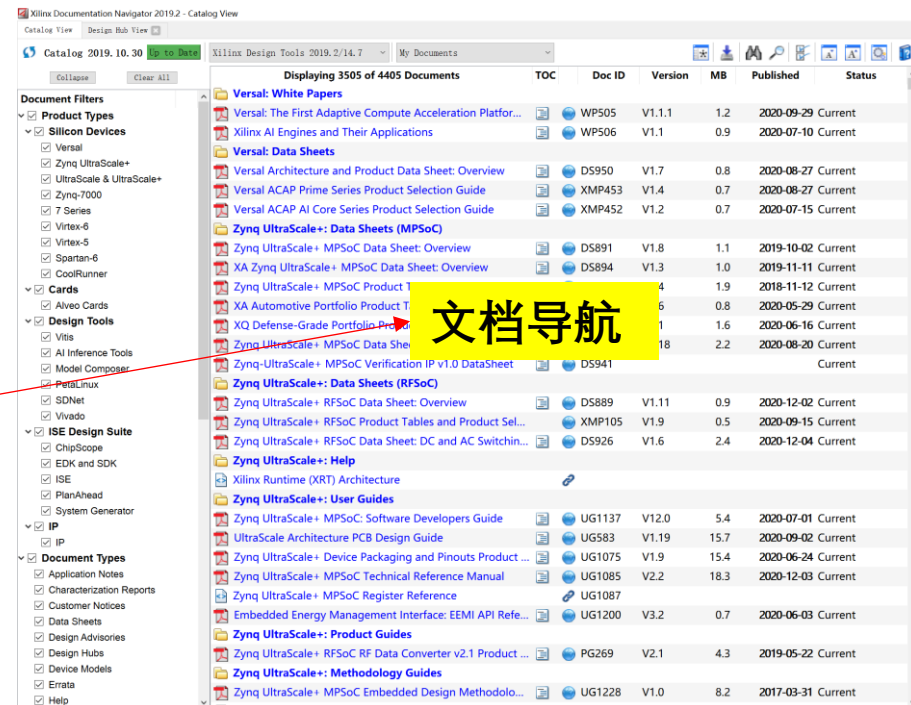 Xilinx Documentation Navigator 2019.2 - Catalog View
Catalog View Design Hub View
Catalog 2019.10.30 Up to Date Xilinx Design Tools 2019.2/14.7 My Documents
Collapse Clear All
Displaying 3505 of 4405 Documents TOC Doc ID Version MB Published Status
Document Filters
Product Types
Silicon Devices
Versal
Zynq UltraScale+
UltraScale & UltraScale+
Zynq-7000
7 Series
Virtex-6
Virtex-5
Spartan-6
CoolRunner
Cards
Alveo Cards
Design Tools
Vitis
AI Inference Tools
Model Composer
PetaLinux
SDNet
Vivado
ISE Design Suite
ChipScope
EDK and SDK
ISE
PlanAhead
System Generator
IP
IP
Document Types
Application Notes
Characterization Reports
Customer Notices
Data Sheets
Design Advisories
Design Hubs
Device Models
Errata
Help
Versal: White Papers
Versal: The First Adaptive Compute Acceleration Platfor... WP505 V1.1.1 1.2 2020-09-29 Current
Xilinx AI Engines and Their Applications WP506 V1.1 0.9 2020-07-10 Current
Versal: Data Sheets
Versal Architecture and Product Data Sheet: Overview DS950 V1.7 0.8 2020-08-27 Current
Versal ACAP Prime Series Product Selection Guide XMP453 V1.4 0.7 2020-08-27 Current
Versal ACAP AI Core Series Product Selection Guide XMP452 V1.2 0.7 2020-07-15 Current
Zynq UltraScale+: Data Sheets (MPSoC)
Zynq UltraScale+ MPSoC Data Sheet: Overview DS891 V1.8 1.1 2019-10-02 Current
XA Zynq UltraScale+ MPSoC Data Sheet: Overview DS894 V1.3 1.0 2019-11-11 Current
Zynq UltraScale+ MPSoC Product 1.9 2018-11-12 Current
XA Automotive Portfolio Product 0.8 2020-05-29 Current
XQ Defense-Grade Portfolio 1.6 2020-06-16 Current
Zynq UltraScale+ MPSoC Data 18 2.2 2020-08-20 Current
文档导航
Zynq-UltraScale+ MPSoC Verification IP v1.0 DataSheet DS941 Current
Zynq UltraScale+: Data Sheets (RFSoC)
Zynq UltraScale+ RFSoC Data Sheet: Overview DS889 V1.11 0.9 2020-12-02 Current
Zynq UltraScale+ RFSoC Product Tables and Product Sel... XMP105 V1.9 0.5 2020-09-15 Current
Zynq UltraScale+ RFSoC Data Sheet: DC and AC Switchin... DS926 V1.6 2.4 2020-12-04 Current
Zynq UltraScale+: Help
Xilinx Runtime (XRT) Architecture
Zynq UltraScale+: User Guides
Zynq UltraScale+ MPSoC: Software Developers Guide UG1137 V12.0 5.4 2020-07-01 Current
UltraScale Architecture PCB Design Guide UG583 V1.19 15.7 2020-09-02 Current
Zynq UltraScale+ Device Packaging and Pinouts Product ... UG1075 V1.9 15.4 2020-06-24 Current
Zynq UltraScale+ MPSoC Technical Reference Manual UG1085 V2.2 18.3 2020-12-03 Current
Zynq UltraScale+ MPSoC Register Reference UG1087
Embedded Energy Management Interface: EEMI API Refe... UG1200 V3.2 0.7 2020-06-03 Current
Zynq UltraScale+: Product Guides
Zynq UltraScale+ RFSoC RF Data Converter v2.1 Product ... PG269 V2.1 4.3 2019-05-22 Current
Zynq UltraScale+: Methodology Guides
Zynq UltraScale+ MPSoC Embedded Design Methodolo... UG1228 V1.0 8.2 2017-03-31 Current